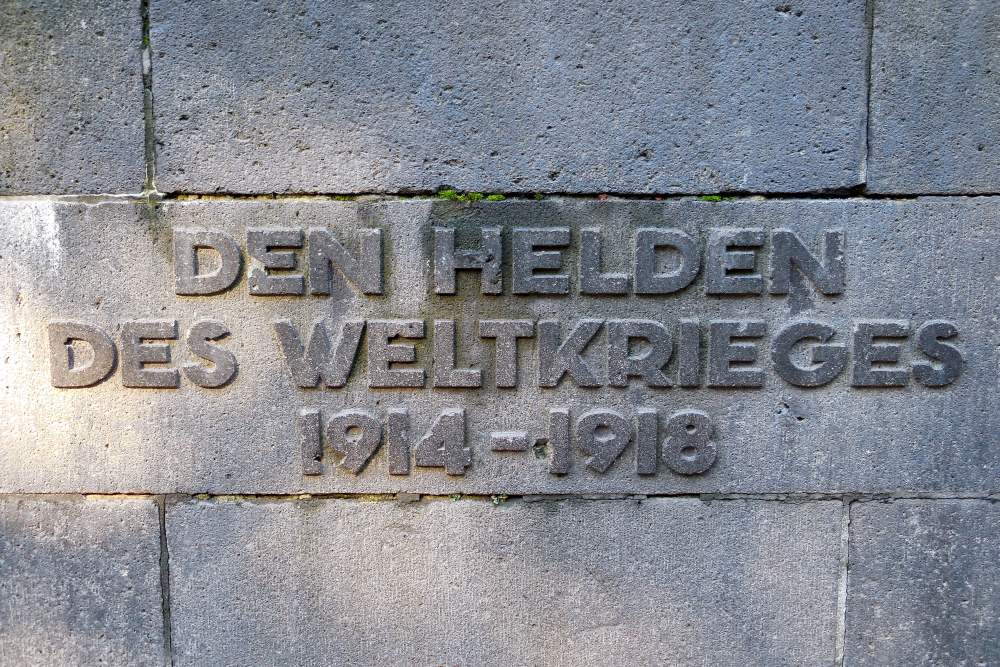 DEN HELDEN
DES WELTKRIEGES
1914-1918